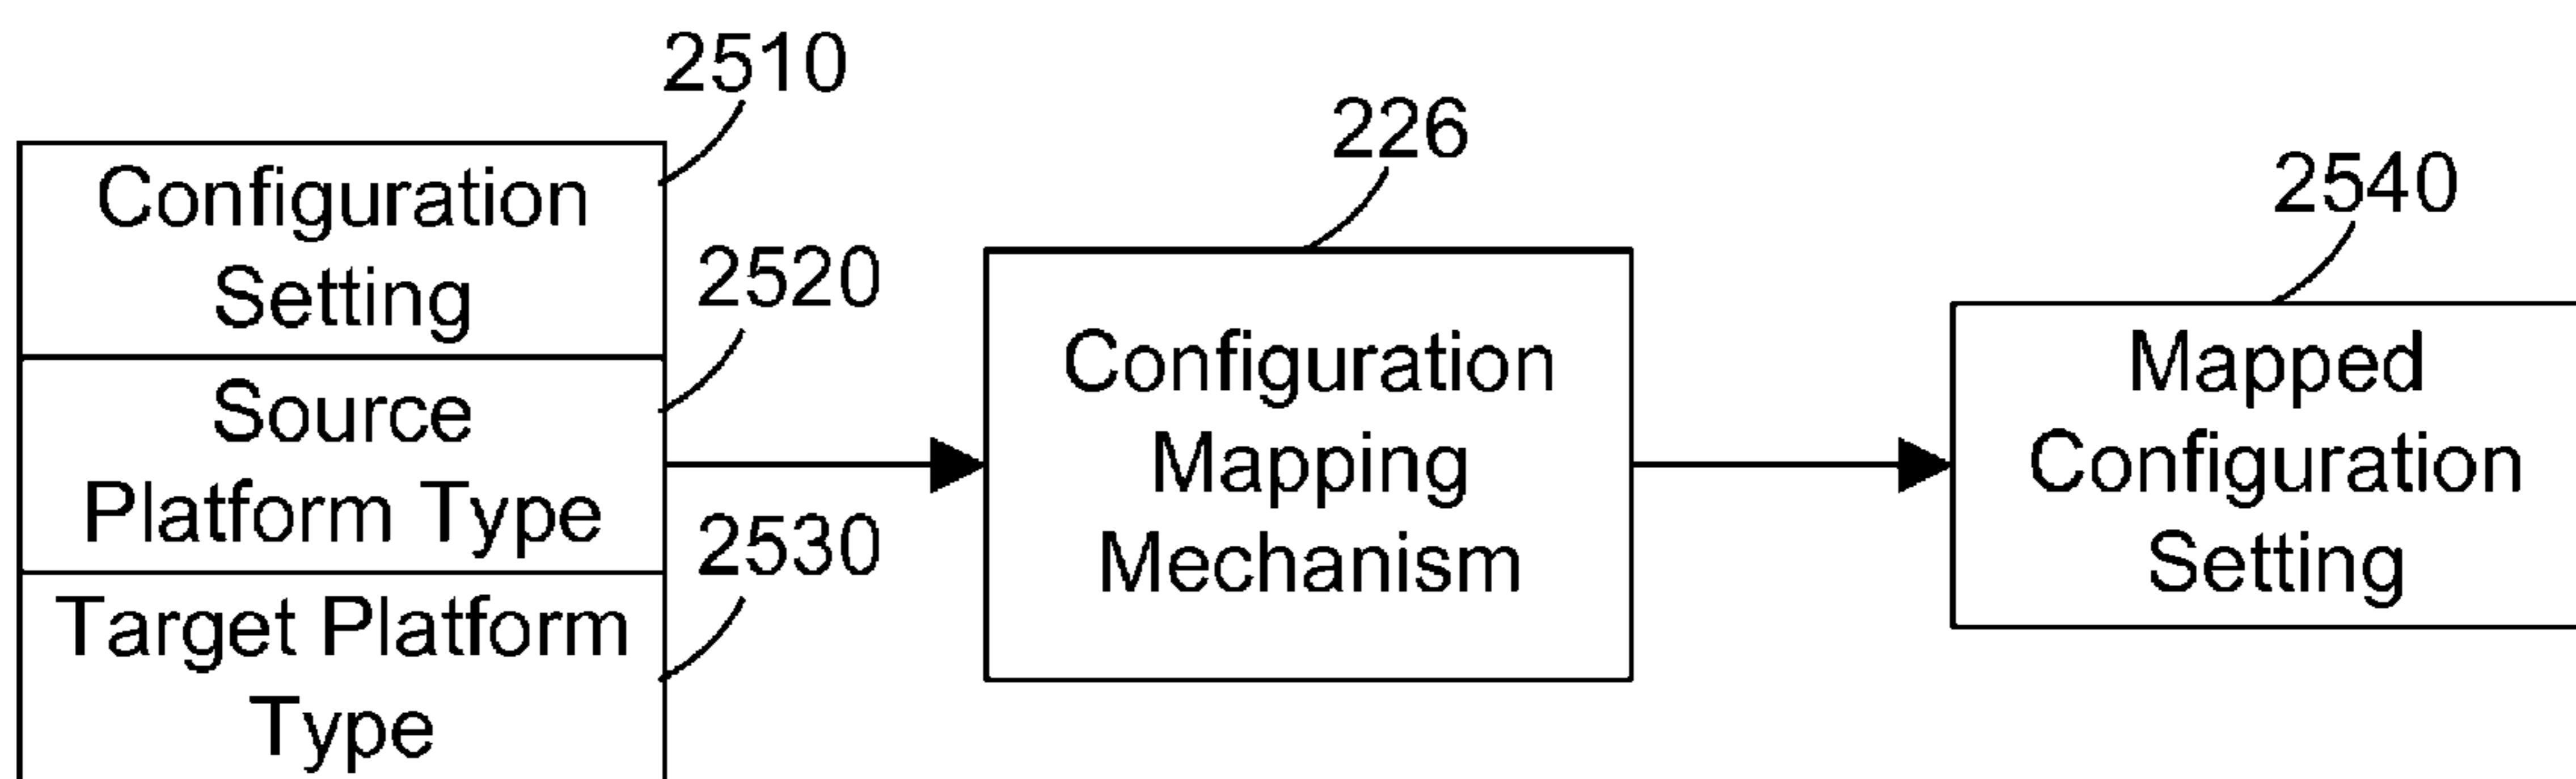 2510
Configuration
Setting
2520
Source
Platform Type
2530
Target Platform
Type
226
Configuration
Mapping
Mechanism
2540
Mapped
Configuration
Setting